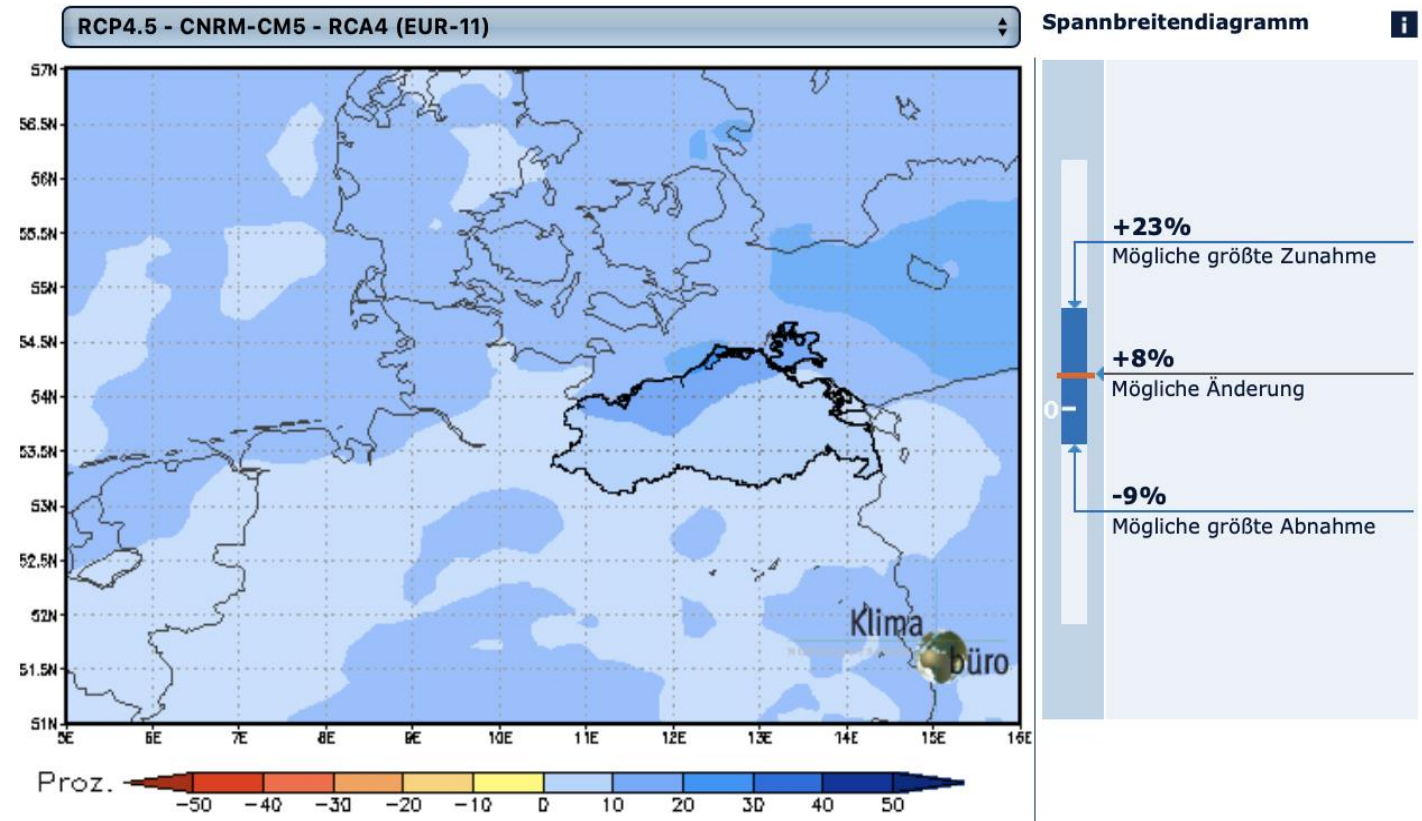 RCP4.5 - CNRM-CM5 - RCA4 (EUR-11)
Spannbreitendiagramm
i
57N
56.5N
56N
55.5N
55N
54.5N
54N
53.5N
53N
52.5N
52N
51.5N
51N
5E 6E 7E 8E 9E 10E 11E 12E 13E 14E 15E 16E
Klima
büro
Proz.
-50 -40 -30 -20 -10 0 10 20 30 40 50
+23%
Mögliche größte Zunahme
+8%
Mögliche Änderung
0
-9%
Mögliche größte Abnahme